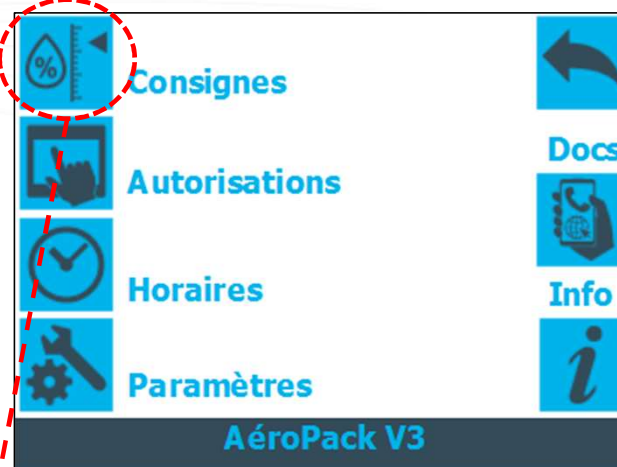 %
Consignes
Autorisations
Horaires
Paramètres
Docs
Info
i
AéroPack V3